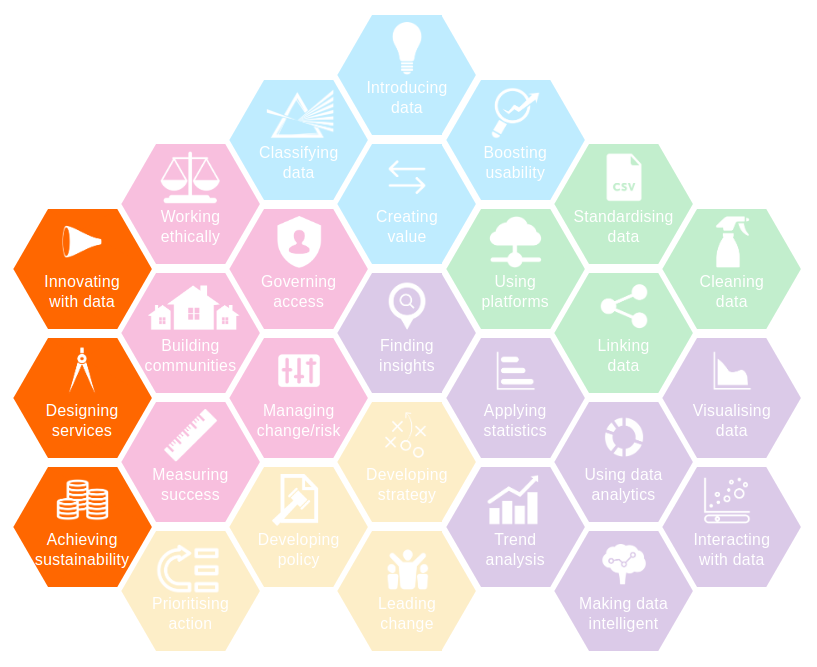 Introducing
data
Classifying
data
Boosting
usability
Working
ethically
Creating
value
CSV
Standardising
data
Innovating
with data
Governing
access
Using
platforms
Cleaning
data
Building
communities
Finding
insights
Linking
data
Designing
services
Managing
change/risk
Applying
statistics
Visualising
data
Measuring
success
Developing
strategy
Using data
analytics
Achieving
sustainability
Developing
policy
Trend
analysis
Interacting
with data
Prioritising
action
Leading
change
Making data
intelligent